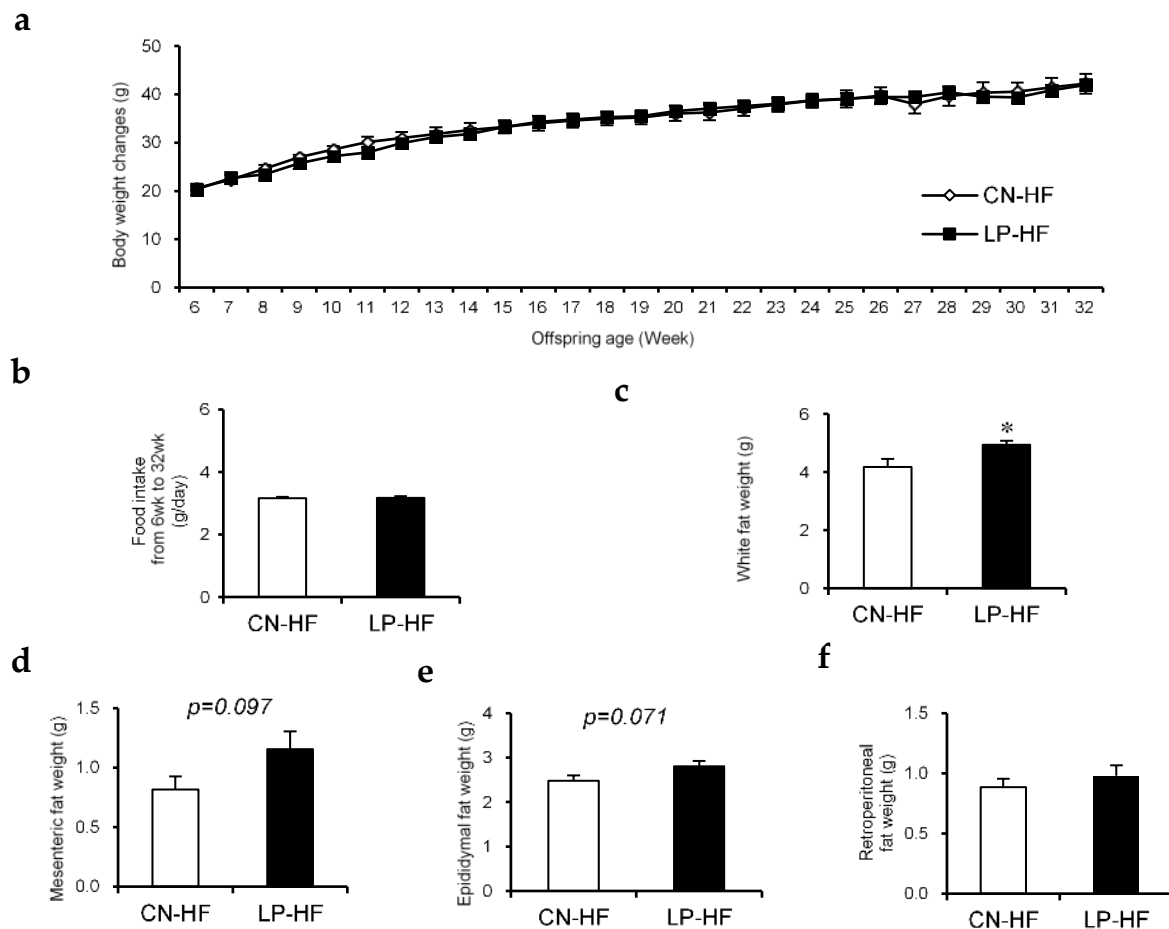 a
Body weight changes (g)
50
40
30
20
10
0
CN-HF
LP-HF
6 7 8 9 10 11 12 13 14 15 16 17 18 19 20 21 22 23 24 25 26 27 28 29 30 31 32
Offspring age (Week)
b
Food intake
from 6wk to 32wk
(g/day)
6
4
2
0
CN-HF LP-HF
c
White fat weight (g)
6
4
2
0
*
CN-HF LP-HF
d
Mesenteric fat weight (g)
1.5
1.0
0.5
0.0
p=0.097
CN-HF LP-HF
e
Epididymal fat weight (g)
4
3
2
1
0
p=0.071
CN-HF LP-HF
f
Retroperitoneal
fat weight (g)
1.5
1.0
0.5
0.0
CN-HF LP-HF